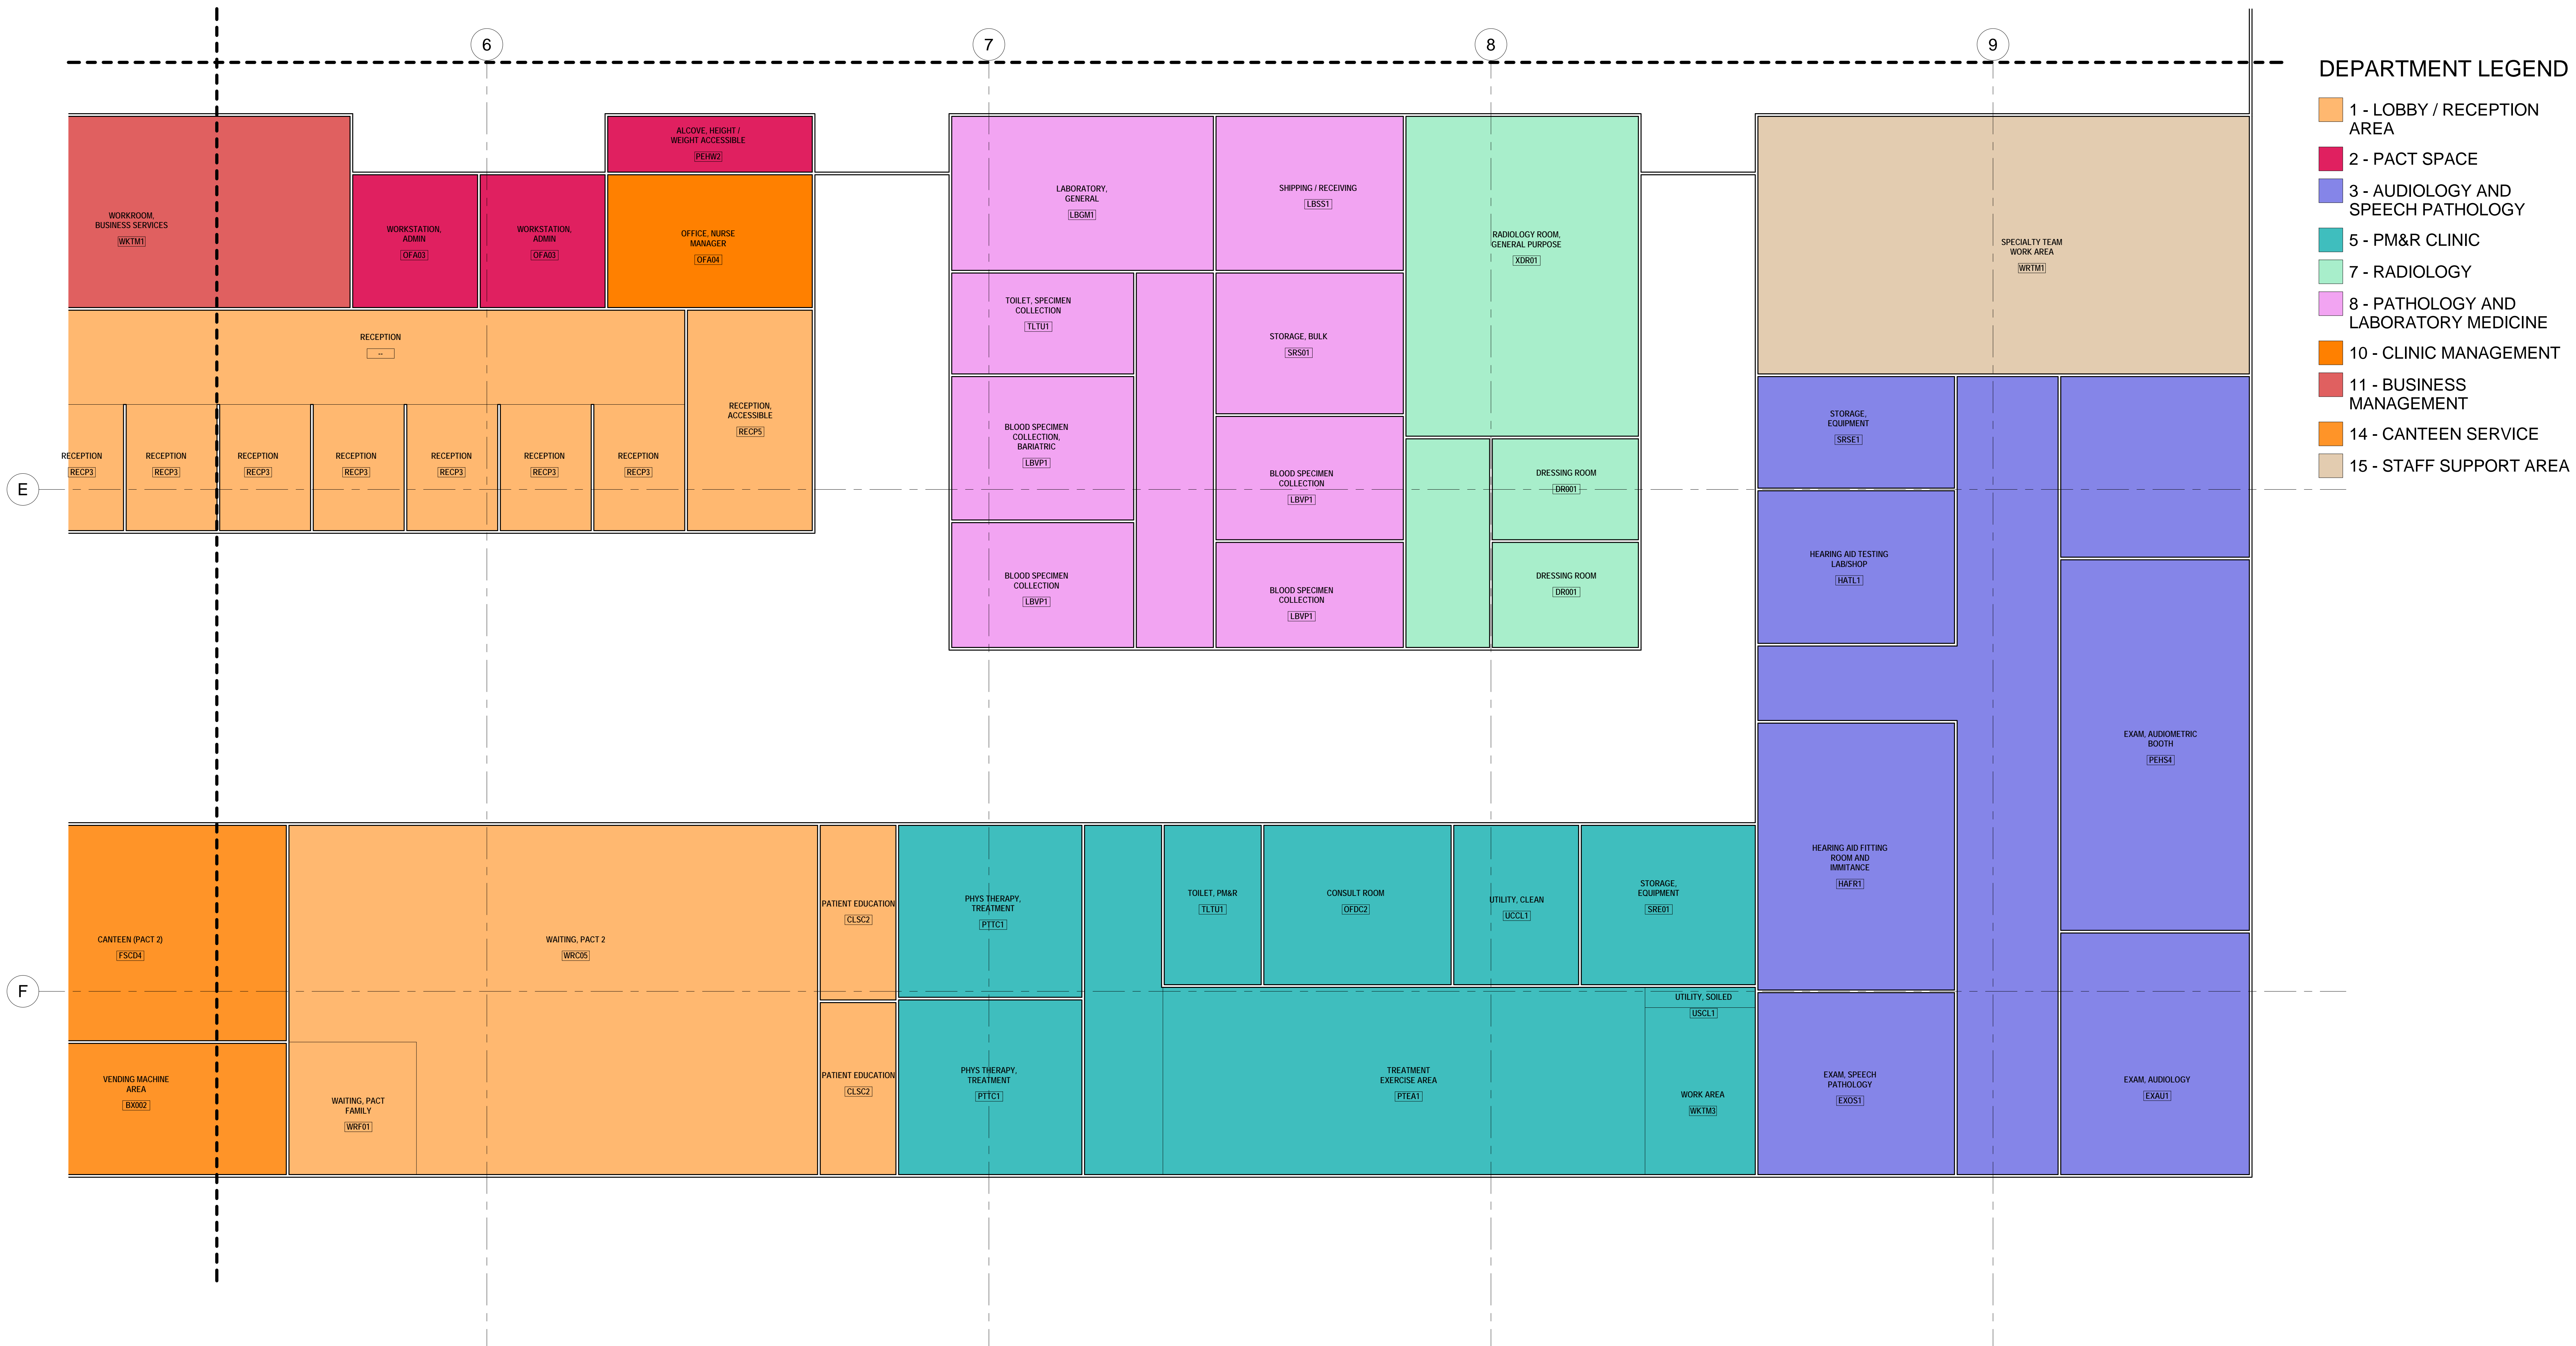 6
7
8
9
E
F
DEPARTMENT LEGEND
1 - LOBBY / RECEPTION
AREA
2 - PACT SPACE
3 - AUDIOLOGY AND
SPEECH PATHOLOGY
5 - PM&R CLINIC
7 - RADIOLOGY
8 - PATHOLOGY AND
LABORATORY MEDICINE
10 - CLINIC MANAGEMENT
11 - BUSINESS
MANAGEMENT
14 - CANTEEN SERVICE
15 - STAFF SUPPORT AREA
WORKROOM,
BUSINESS SERVICES
WKTM1
WORKSTATION,
ADMIN
OFA03
WORKSTATION,
ADMIN
OFA03
ALCOVE, HEIGHT /
WEIGHT ACCESSIBLE
PEHW2
OFFICE, NURSE
MANAGER
OFA04
RECEPTION
--
RECEPTION,
ACCESSIBLE
RECP5
RECEPTION
RECP3
RECEPTION
RECP3
RECEPTION
RECP3
RECEPTION
RECP3
RECEPTION
RECP3
RECEPTION
RECP3
RECEPTION
RECP3
LABORATORY,
GENERAL
LBGM1
SHIPPING / RECEIVING
LBSS1
RADIOLOGY ROOM,
GENERAL PURPOSE
XDR01
TOILET, SPECIMEN
COLLECTION
TLTU1
STORAGE, BULK
SRS01
BLOOD SPECIMEN
COLLECTION,
BARIATRIC
LBVP1
BLOOD SPECIMEN
COLLECTION
LBVP1
DRESSING ROOM
DR001
BLOOD SPECIMEN
COLLECTION
LBVP1
BLOOD SPECIMEN
COLLECTION
LBVP1
DRESSING ROOM
DR001
SPECIALTY TEAM
WORK AREA
WRTM1
STORAGE,
EQUIPMENT
SRSE1
HEARING AID TESTING
LAB/SHOP
HATL1
EXAM, AUDIOMETRIC
BOOTH
PEHS4
HEARING AID FITTING
ROOM AND
IMMITANCE
HAFR1
EXAM, SPEECH
PATHOLOGY
EXOS1
EXAM, AUDIOLOGY
EXAU1
CANTEEN (PACT 2)
FSCD4
VENDING MACHINE
AREA
BX002
WAITING, PACT 2
WRC05
WAITING, PACT
FAMILY
WRF01
PATIENT EDUCATION
CLSC2
PATIENT EDUCATION
CLSC2
PHYS THERAPY,
TREATMENT
PTTC1
PHYS THERAPY,
TREATMENT
PTTC1
TOILET, PM&R
TLTU1
CONSULT ROOM
OFDC2
UTILITY, CLEAN
UCCL1
STORAGE,
EQUIPMENT
SRE01
UTILITY, SOILED
USCL1
TREATMENT
EXERCISE AREA
PTEA1
WORK AREA
WKTM3